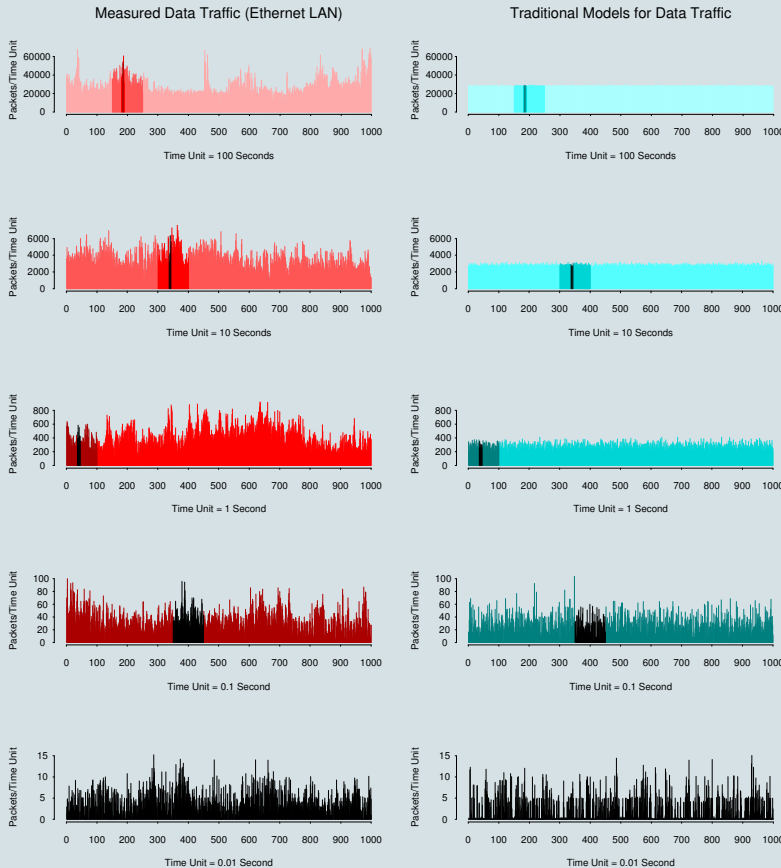 Measured Data Traffic (Ethernet LAN)
Traditional Models for Data Traffic
Packets/Time Unit
60000
40000
20000
0
0 100 200 300 400 500 600 700 800 900 1000
Time Unit = 100 Seconds
Packets/Time Unit
60000
40000
20000
0
0 100 200 300 400 500 600 700 800 900 1000
Time Unit = 100 Seconds
Packets/Time Unit
6000
4000
2000
0
0 100 200 300 400 500 600 700 800 900 1000
Time Unit = 10 Seconds
Packets/Time Unit
6000
4000
2000
0
0 100 200 300 400 500 600 700 800 900 1000
Time Unit = 10 Seconds
Packets/Time Unit
800
600
400
200
0
0 100 200 300 400 500 600 700 800 900 1000
Time Unit = 1 Second
Packets/Time Unit
800
600
400
200
0
0 100 200 300 400 500 600 700 800 900 1000
Time Unit = 1 Second
Packets/Time Unit
100
80
60
40
20
0
0 100 200 300 400 500 600 700 800 900 1000
Time Unit = 0.1 Second
Packets/Time Unit
100
80
60
40
20
0
0 100 200 300 400 500 600 700 800 900 1000
Time Unit = 0.1 Second
Packets/Time Unit
15
10
5
0
0 100 200 300 400 500 600 700 800 900 1000
Time Unit = 0.01 Second
Packets/Time Unit
15
10
5
0
0 100 200 300 400 500 600 700 800 900 1000
Time Unit = 0.01 Second